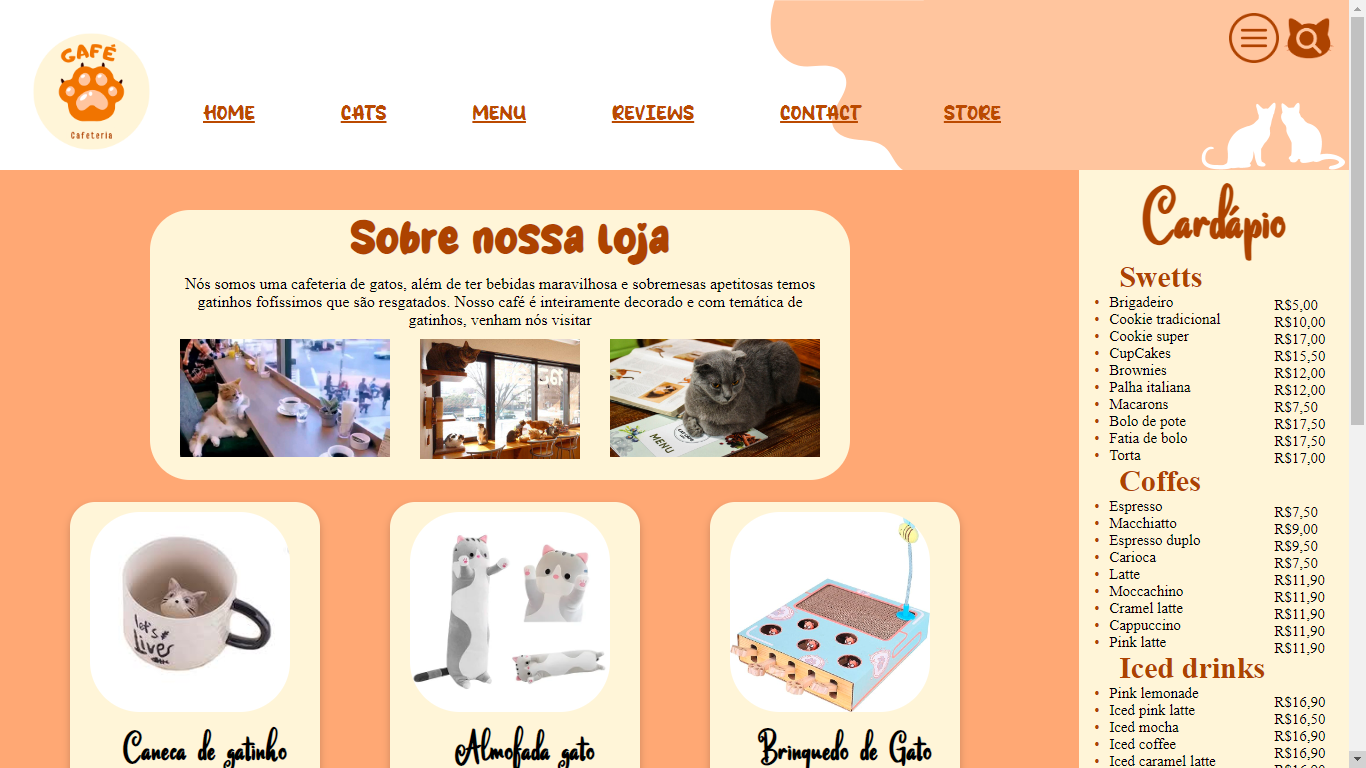 GAFÉ
Cafeteria
HOME CATS MENU REVIEWS CONTACT STORE
Sobre nossa loja
Nós somos uma cafeteria de gatos, além de ter bebidas maravilhosa e sobremesas apetitosas temos
gatinhos fofíssimos que são resgatados. Nosso café é inteiramente decorado e com temática de
gatinhos, venham nós visitar
MENU
let's
live
Caneca de gatinho
Almofada gato
Brinquedo de Gato
Cardápio
Swetts
Brigadeiro R$5,00
Cookie tradicional R$10,00
Cookie super R$17,00
CupCakes R$15,50
Brownies R$12,00
Palha italiana R$12,00
Macarons R$7,50
Bolo de pote R$17,50
Fatia de bolo R$17,50
Torta R$17,00
Coffes
Espresso R$7,50
Macchiatto R$9,00
Espresso duplo R$9,50
Carioca R$7,50
Latte R$11,90
Moccachino R$11,90
Cramel latte R$11,90
Cappuccino R$11,90
Pink latte R$11,90
Iced drinks
Pink lemonade R$16,90
Iced pink latte R$16,50
Iced mocha R$16,90
Iced coffee R$16,90
Iced caramel latte R$16,90